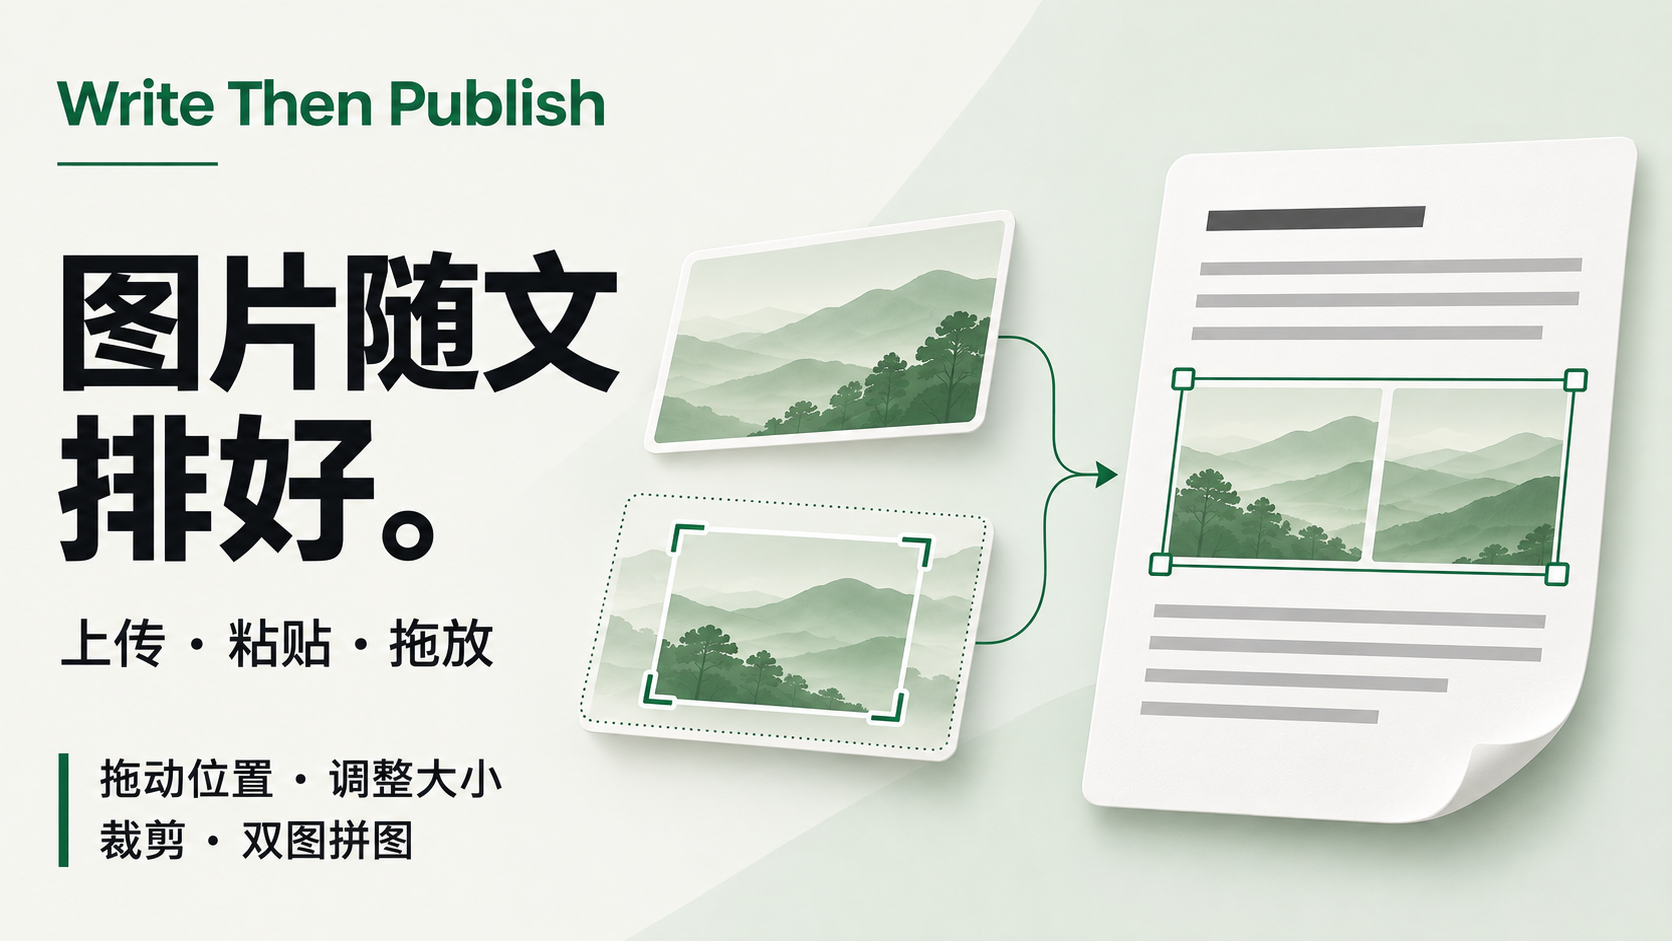 Write Then Publish
图片随文
排好。
上传・粘贴・拖放
拖动位置・调整大小
裁剪・双图拼图